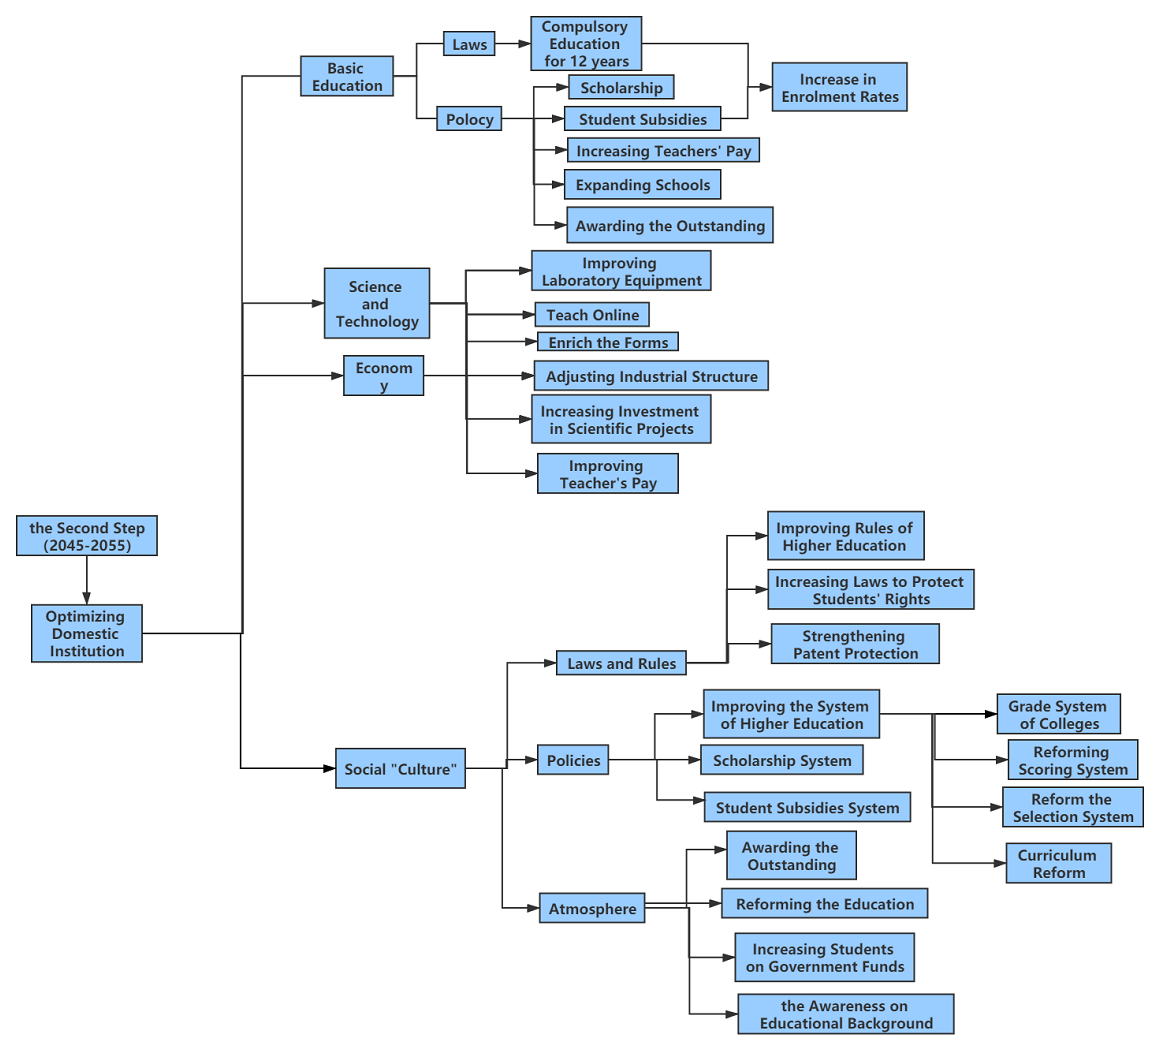 Basic
Education
Laws
Compulsory
Education
for 12 years
Increase in
Enrolment Rates
Polocy
Scholarship
Student Subsidies
Increasing Teachers' Pay
Expanding Schools
Awarding the Outstanding
Science
and
Technology
Improving
Laboratory Equipment
Teach Online
Enrich the Forms
Econom
y
Adjusting Industrial Structure
Increasing Investment
in Scientific Projects
Improving
Teacher's Pay
the Second Step
(2045-2055)
Optimizing
Domestic
Institution
Improving Rules of
Higher Education
Increasing Laws to Protect
Students' Rights
Laws and Rules
Strengthening
Patent Protection
Social "Culture"
Policies
Improving the System
of Higher Education
Scholarship System
Student Subsidies System
Grade System
of Colleges
Reforming
Scoring System
Reform the
Selection System
Curriculum
Reform
Atmosphere
Awarding the
Outstanding
Reforming the Education
Increasing Students
on Government Funds
the Awareness on
Educational Background